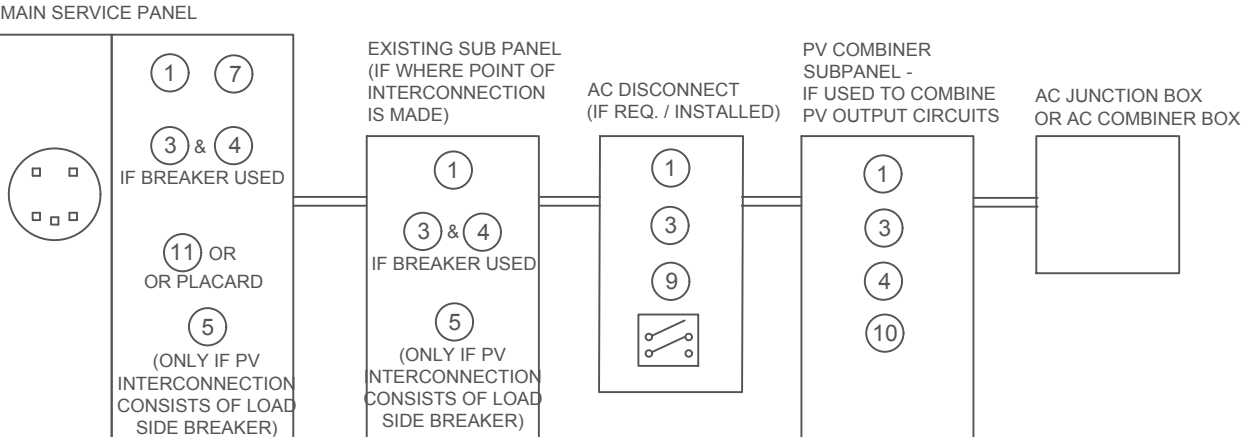 MAIN SERVICE PANEL
1 7
3 & 4
IF BREAKER USED
11 OR
OR PLACARD
5
(ONLY IF PV
INTERCONNECTION
CONSISTS OF LOAD
SIDE BREAKER)
EXISTING SUB PANEL
(IF WHERE POINT OF
INTERCONNECTION
IS MADE)
1
3 & 4
IF BREAKER USED
5
(ONLY IF PV
INTERCONNECTION
CONSISTS OF LOAD
SIDE BREAKER)
AC DISCONNECT
(IF REQ. / INSTALLED)
1
3
9
PV COMBINER
SUBPANEL -
IF USED TO COMBINE
PV OUTPUT CIRCUITS
1
3
4
10
AC JUNCTION BOX
OR AC COMBINER BOX